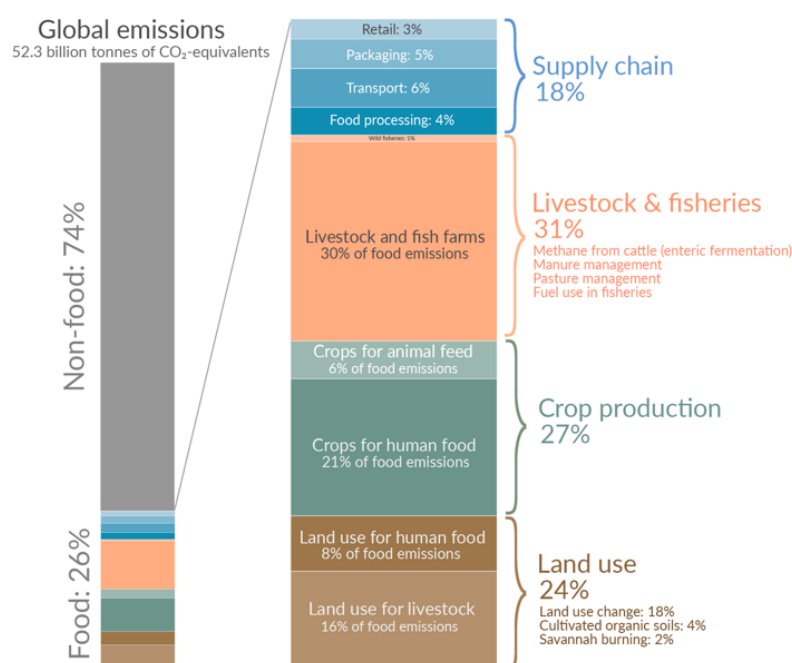 Global emissions
52.3 billion tonnes of CO₂-equivalents
Non-food: 74%
Food: 26%
Retail: 3%
Packaging: 5%
Transport: 6%
Food processing: 4%
Wild fisheries: 1%
Livestock and fish farms
30% of food emissions
Crops for animal feed
6% of food emissions
Crops for human food
21% of food emissions
Land use for human food
8% of food emissions
Land use for livestock
16% of food emissions
Supply chain
18%
Livestock & fisheries
31%
Methane from cattle (enteric fermentation)
Manure management
Pasture management
Fuel use in fisheries
Crop production
27%
Land use
24%
Land use change: 18%
Cultivated organic soils: 4%
Savannah burning: 2%